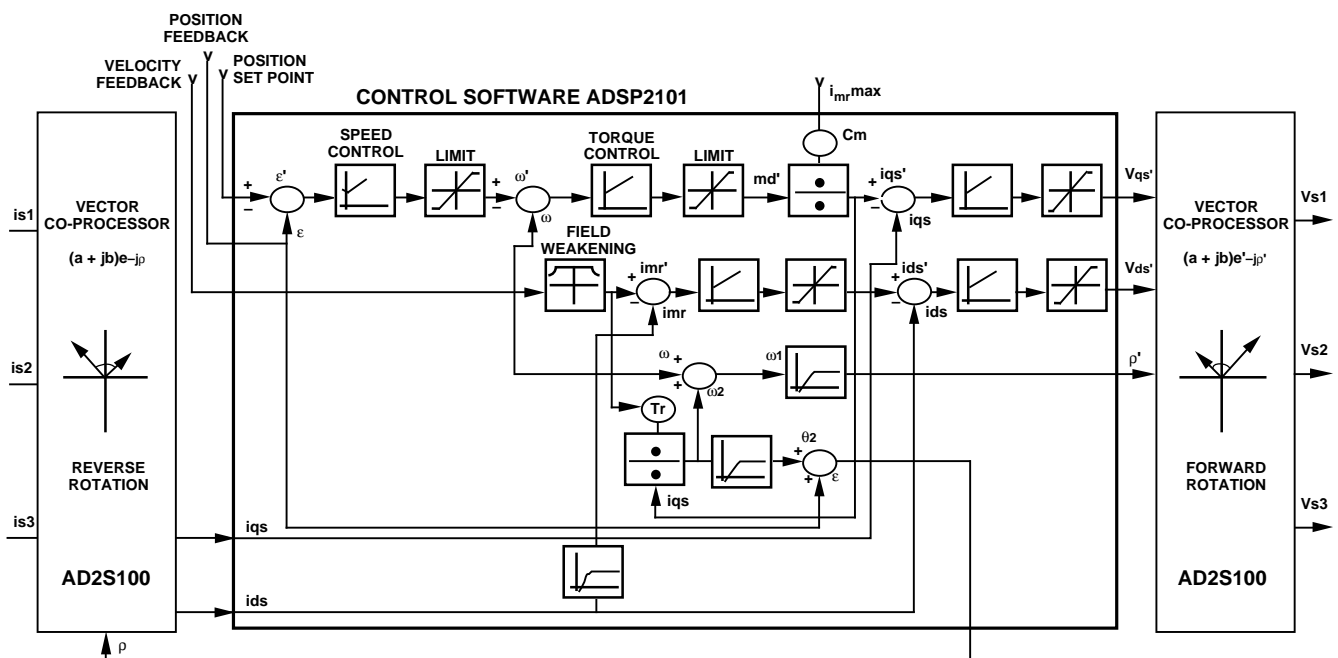 POSITION
FEEDBACK
VELOCITY
FEEDBACK
POSITION
SET POINT
CONTROL SOFTWARE ADSP2101
imrmax
Cm
SPEED
CONTROL
LIMIT
TORQUE
CONTROL
LIMIT
ε'
+
−
ε
ω'
+
−
ω
md'
iqs'
+
−
iqs
Vqs'
FIELD
WEAKENING
imr'
+
−
imr
ids'
+
−
ids
Vds'
ω
+
+
ω2
ω1
ρ'
Tr
θ2
+
+
ε
iqs
iqs
ids
is1
is2
is3
VECTOR
CO-PROCESSOR
(a + jb)e−jρ
REVERSE
ROTATION
AD2S100
ρ
VECTOR
CO-PROCESSOR
(a + jb)e'−jρ'
FORWARD
ROTATION
AD2S100
Vs1
Vs2
Vs3